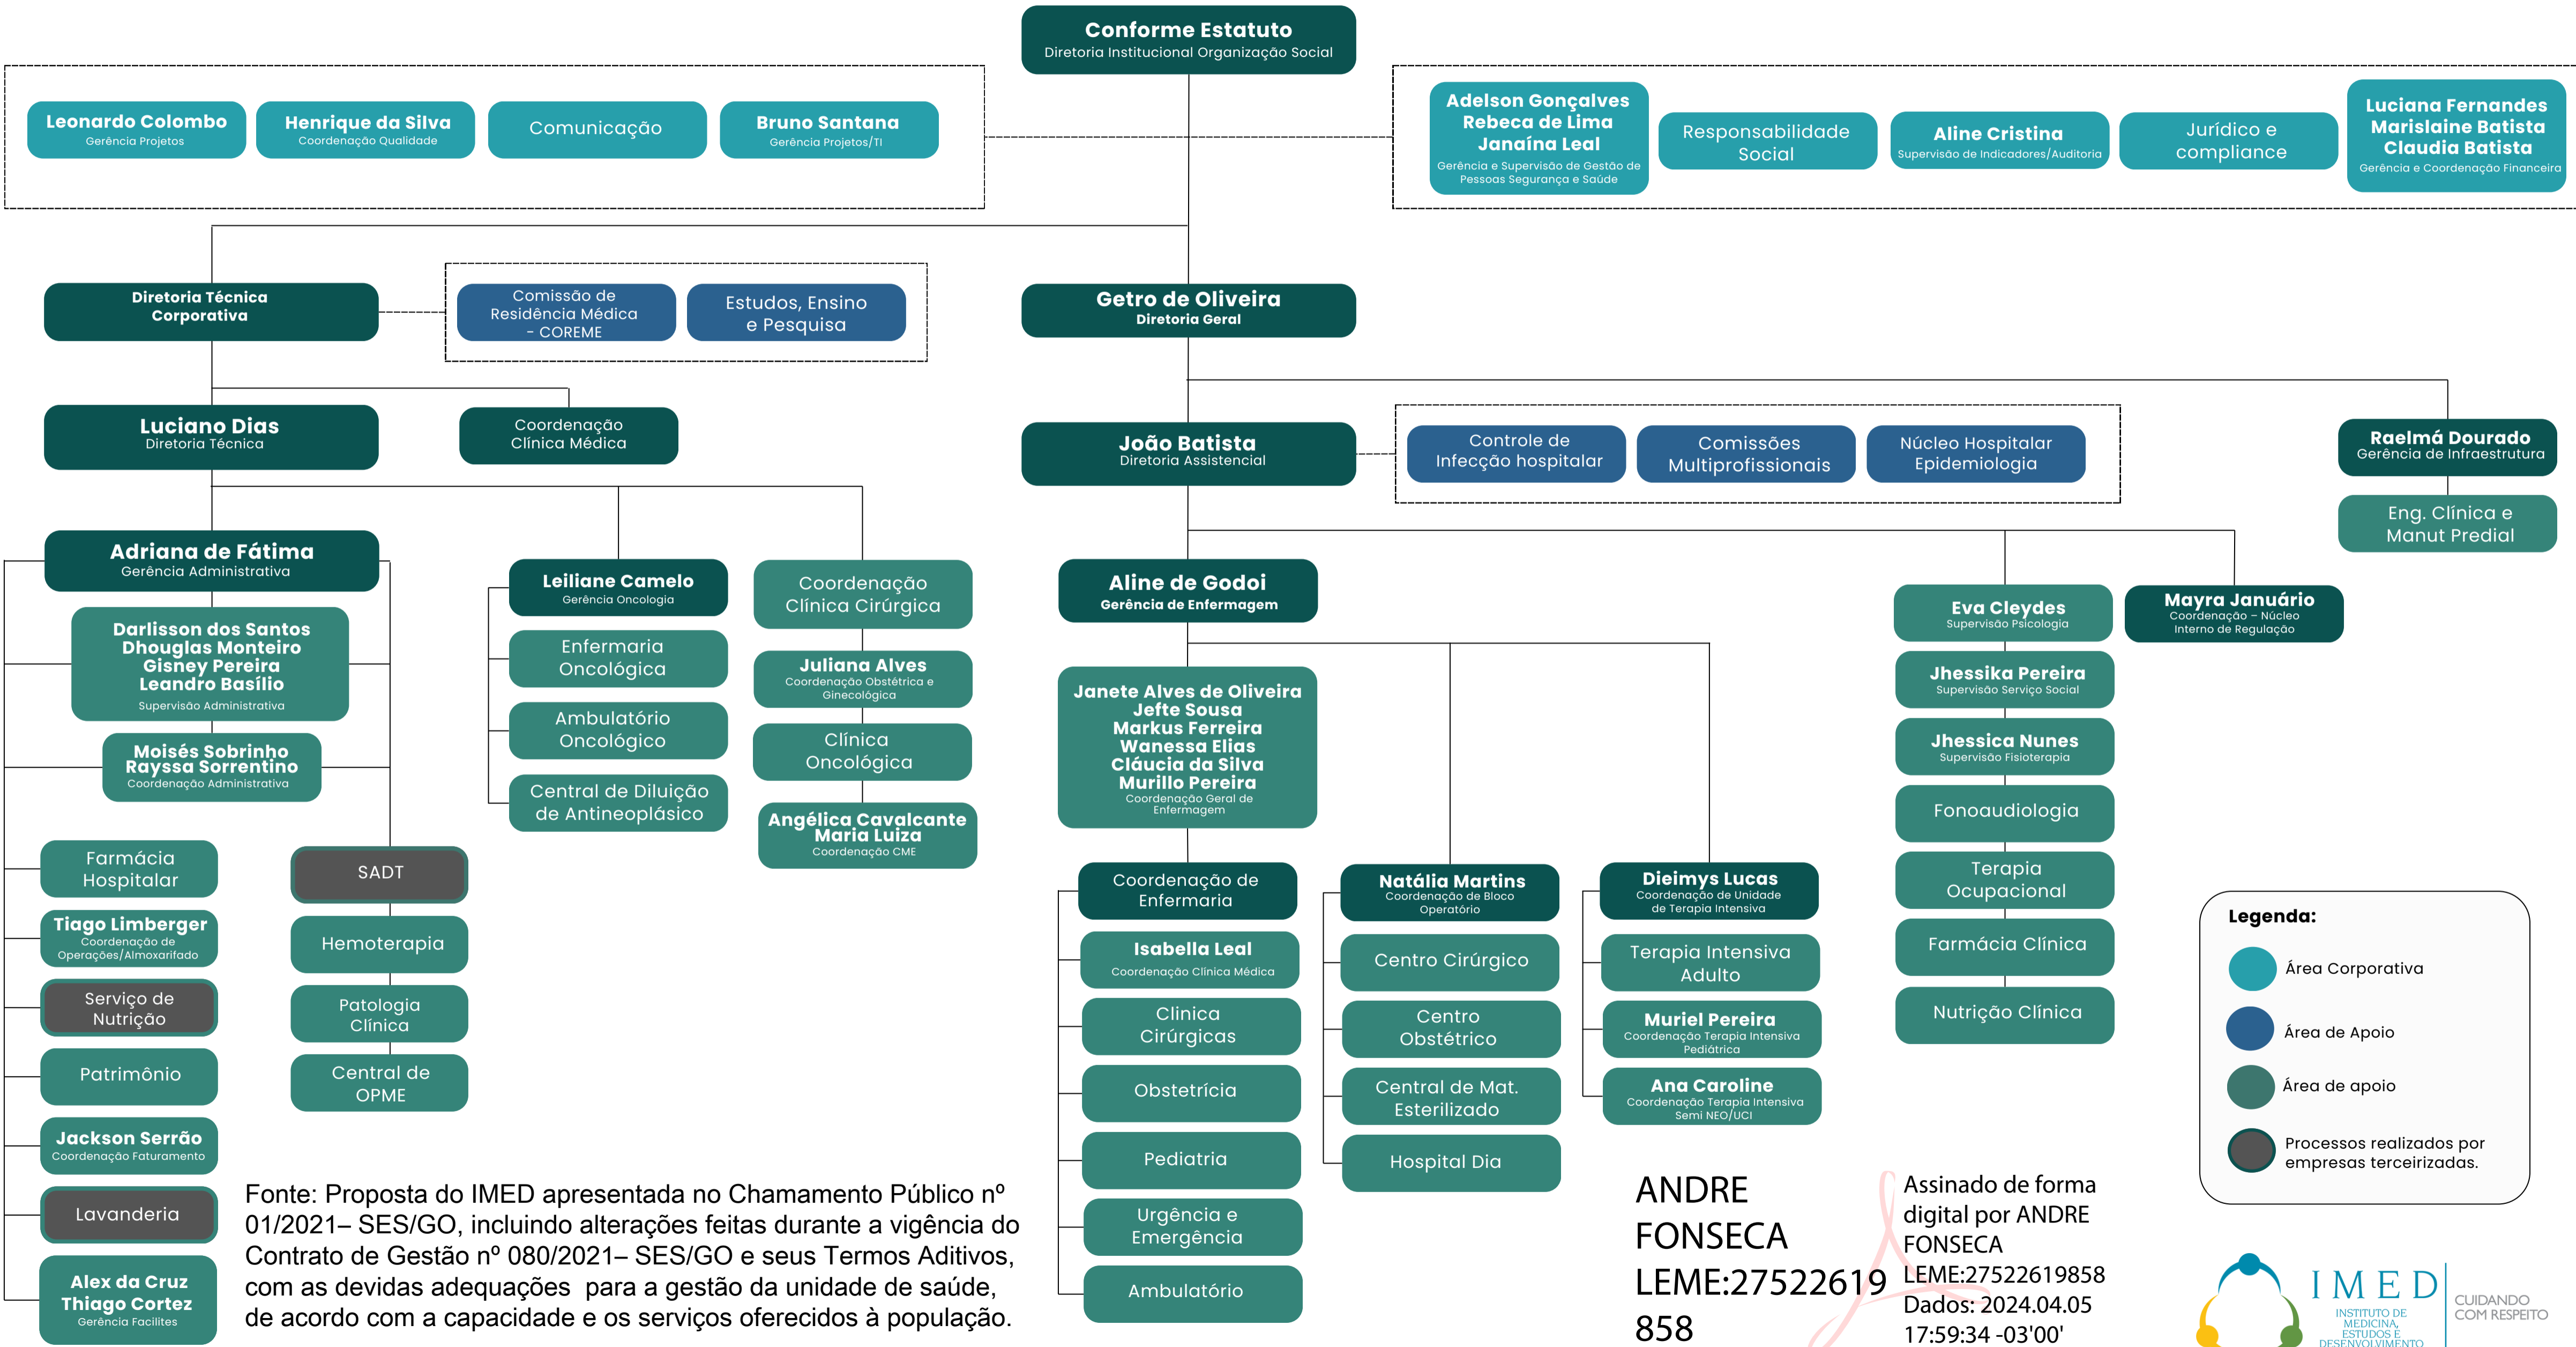 Conforme Estatuto
Diretoria Institucional Organização Social
Leonardo Colombo
Gerência Projetos
Henrique da Silva
Coordenação Qualidade
Comunicação
Bruno Santana
Gerência Projetos/TI
Adelson Gonçalves
Rebeca de Lima
Janaína Leal
Gerência e Supervisão de Gestão de
Pessoas Segurança e Saúde
Responsabilidade
Social
Aline Cristina
Supervisão de Indicadores/Auditoria
Jurídico e
compliance
Luciana Fernandes
Marislaine Batista
Claudia Batista
Gerência e Coordenação Financeira
Diretoria Técnica
Corporativa
Comissão de
Residência Médica
- COREME
Estudos, Ensino
e Pesquisa
Getro de Oliveira
Diretoria Geral
Luciano Dias
Diretoria Técnica
Coordenação
Clínica Médica
João Batista
Diretoria Assistencial
Controle de
Infecção hospitalar
Comissões
Multiprofissionais
Núcleo Hospitalar
Epidemiologia
Raelmá Dourado
Gerência de Infraestrutura
Eng. Clínica e
Manut Predial
Adriana de Fátima
Gerência Administrativa
Darlisson dos Santos
Dhouglas Monteiro
Gisney Pereira
Leandro Basílio
Supervisão Administrativa
Moisés Sobrinho
Rayssa Sorrentino
Coordenação Administrativa
Farmácia
Hospitalar
Tiago Limberger
Coordenação de
Operações/Almoxarifado
Serviço de
Nutrição
Patrimônio
Jackson Serrão
Coordenação Faturamento
Lavanderia
Alex da Cruz
Thiago Cortez
Gerência Facilites
SADT
Hemoterapia
Patologia
Clínica
Central de
OPME
Leiliane Camelo
Gerência Oncologia
Enfermaria
Oncológica
Ambulatório
Oncológico
Central de Diluição
de Antineoplásico
Coordenação
Clínica Cirúrgica
Juliana Alves
Coordenação Obstétrica e
Ginecológica
Clínica
Oncológica
Angélica Cavalcante
Maria Luiza
Coordenação CME
Aline de Godoi
Gerência de Enfermagem
Janete Alves de Oliveira
Jefte Sousa
Markus Ferreira
Wanessa Elias
Cláucia da Silva
Murillo Pereira
Coordenação Geral de
Enfermagem
Coordenação de
Enfermaria
Isabella Leal
Coordenação Clínica Médica
Clinica
Cirúrgicas
Obstetrícia
Pediatria
Urgência e
Emergência
Ambulatório
Natália Martins
Coordenação de Bloco
Operatório
Centro Cirúrgico
Centro
Obstétrico
Central de Mat.
Esterilizado
Hospital Dia
Dieimys Lucas
Coordenação de Unidade
de Terapia Intensiva
Terapia Intensiva
Adulto
Muriel Pereira
Coordenação Terapia Intensiva
Pediátrica
Ana Caroline
Coordenação Terapia Intensiva
Semi NEO/UCI
Eva Cleydes
Supervisão Psicologia
Jhessika Pereira
Supervisão Serviço Social
Jhessica Nunes
Supervisão Fisioterapia
Fonoaudiologia
Terapia
Ocupacional
Farmácia Clínica
Nutrição Clínica
Mayra Januário
Coordenação – Núcleo
Interno de Regulação
Legenda:
Área Corporativa
Área de Apoio
Área de apoio
Processos realizados por
empresas terceirizadas.
Fonte: Proposta do IMED apresentada no Chamamento Público nº
01/2021– SES/GO, incluindo alterações feitas durante a vigência do
Contrato de Gestão nº 080/2021– SES/GO e seus Termos Aditivos,
com as devidas adequações para a gestão da unidade de saúde,
de acordo com a capacidade e os serviços oferecidos à população.
ANDRE
FONSECA
LEME:27522619
858
Assinado de forma
digital por ANDRE
FONSECA
LEME:27522619858
Dados: 2024.04.05
17:59:34 -03'00'
IMED
INSTITUTO DE
MEDICINA,
ESTUDOS E
DESENVOLVIMENTO
CUIDANDO
COM RESPEITO